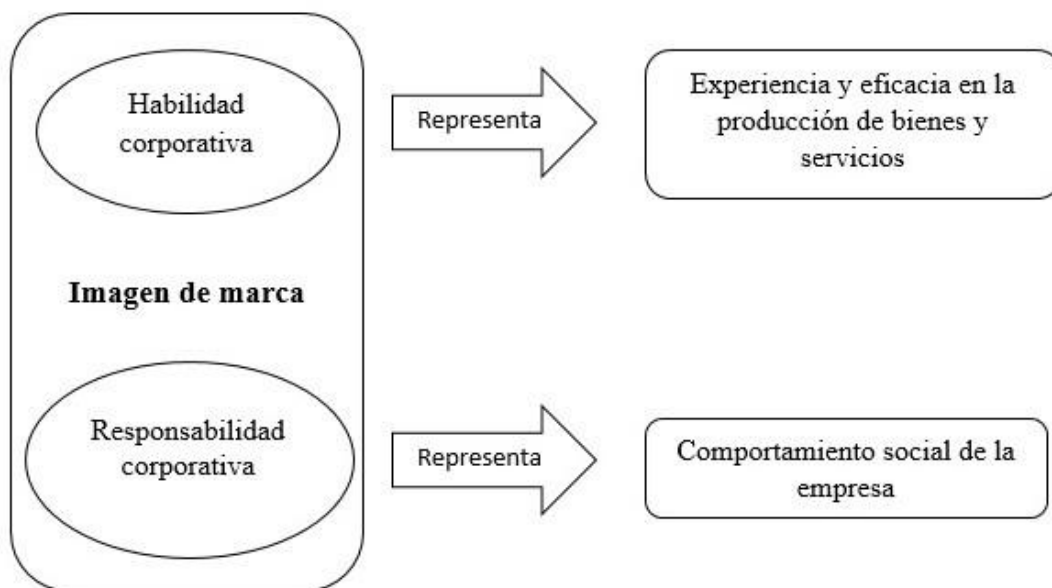 Habilidad
corporativa
Representa
Experiencia y eficacia en la
producción de bienes y
servicios
Imagen de marca
Responsabilidad
corporativa
Representa
Comportamiento social de la
empresa